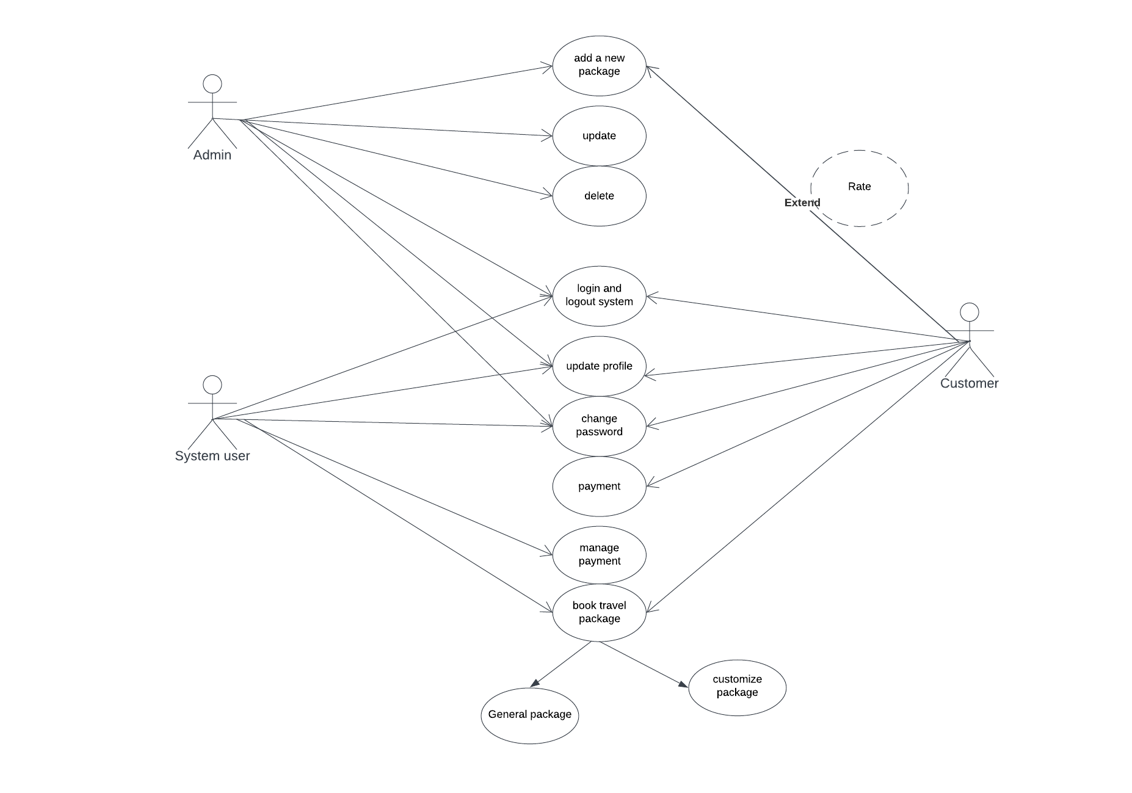 add a new
package
update
Admin
Rate
delete
Extend
login and
logout system
update profile
Customer
change
password
System user
payment
manage
payment
book travel
package
customize
package
General package